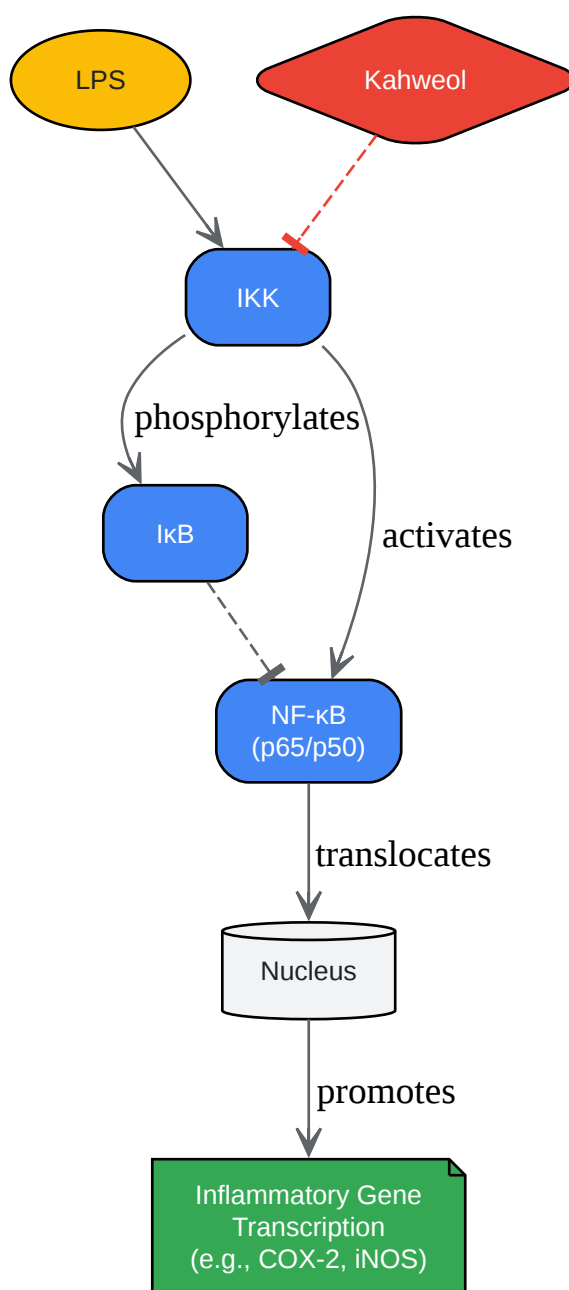 LPS
Kahweol
IKK
phosphorylates
IκB
activates
NF-κB
(p65/p50)
translocates
Nucleus
promotes
Inflammatory Gene
Transcription
(e.g., COX-2, iNOS)